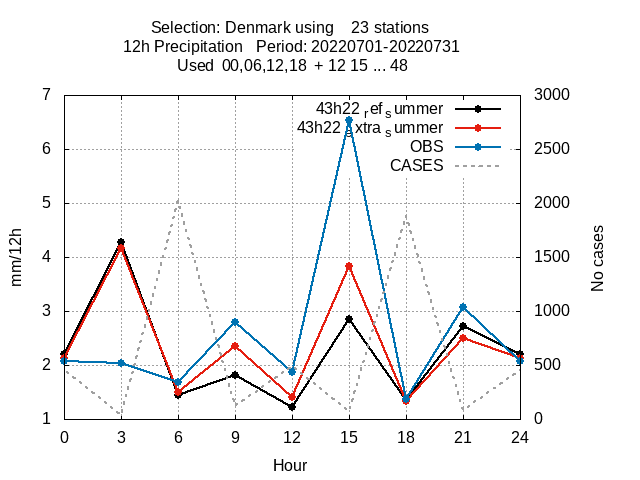 Selection: Denmark using 23 stations
12h Precipitation Period: 20220701-20220731
Used 00,06,12,18 + 12 15 ... 48
43h22 ref summer
43h22 extra summer
OBS
CASES
7
6
5
4
3
2
1
3000
2500
2000
1500
1000
500
0
mm/12h
No cases
0 3 6 9 12 15 18 21 24
Hour